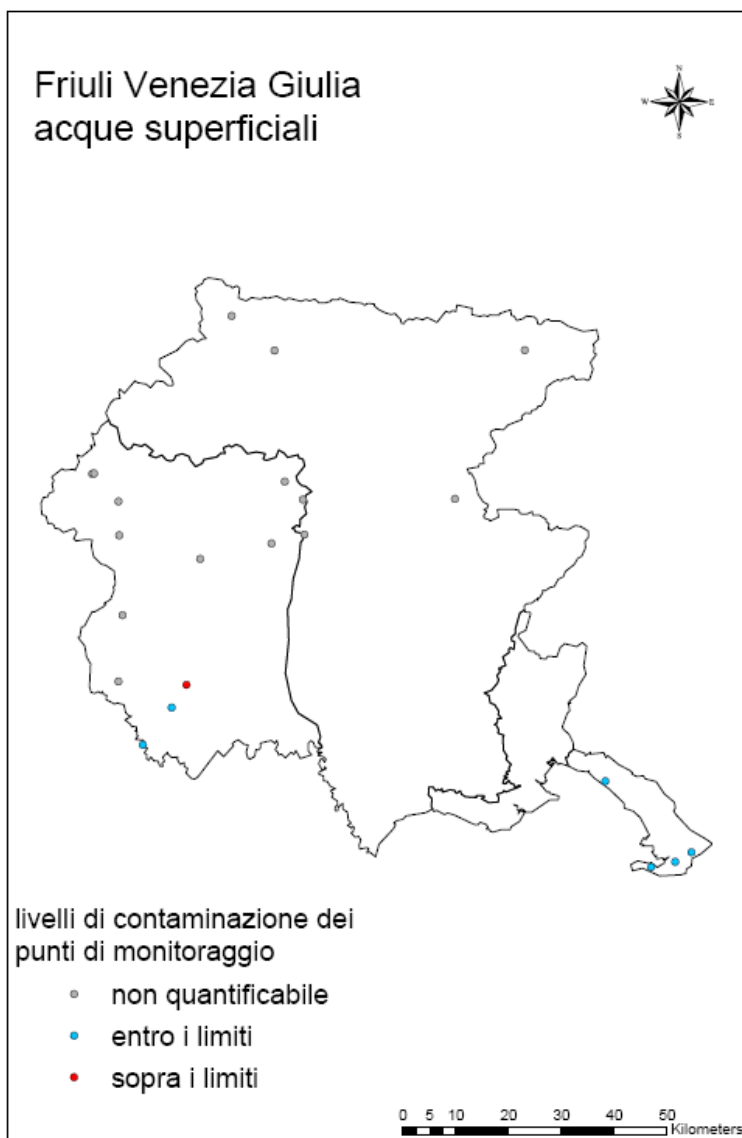 Friuli Venezia Giulia
acque superficiali
N
W E
S
livelli di contaminazione dei
punti di monitoraggio
non quantificabile
entro i limiti
sopra i limiti
0 5 10 20 30 40 50
Kilometers